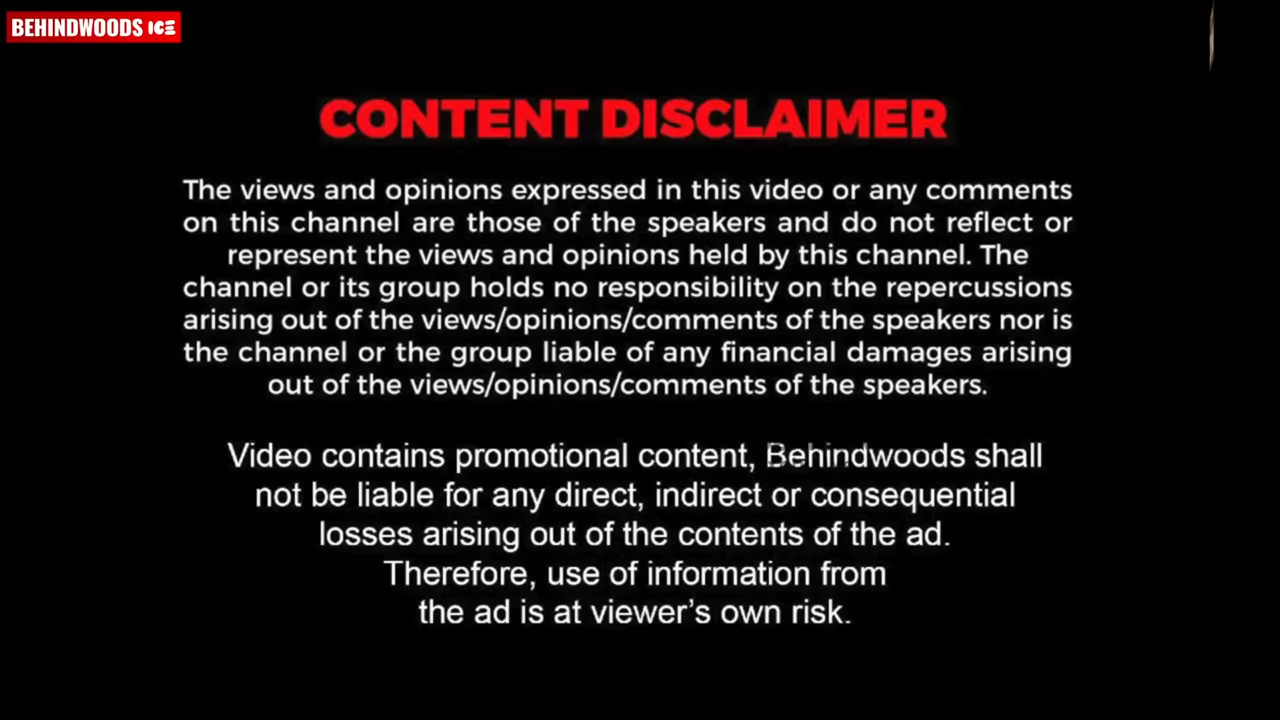 BEHINDWOODS ICE
CONTENT DISCLAIMER
The views and opinions expressed in this video or any comments
on this channel are those of the speakers and do not reflect or
represent the views and opinions held by this channel. The
channel or its group holds no responsibility on the repercussions
arising out of the views/opinions/comments of the speakers nor is
the channel or the group liable of any financial damages arising
out of the views/opinions/comments of the speakers.
Video contains promotional content, Behindwoods shall
not be liable for any direct, indirect or consequential
losses arising out of the contents of the ad.
Therefore, use of information from
the ad is at viewer’s own risk.